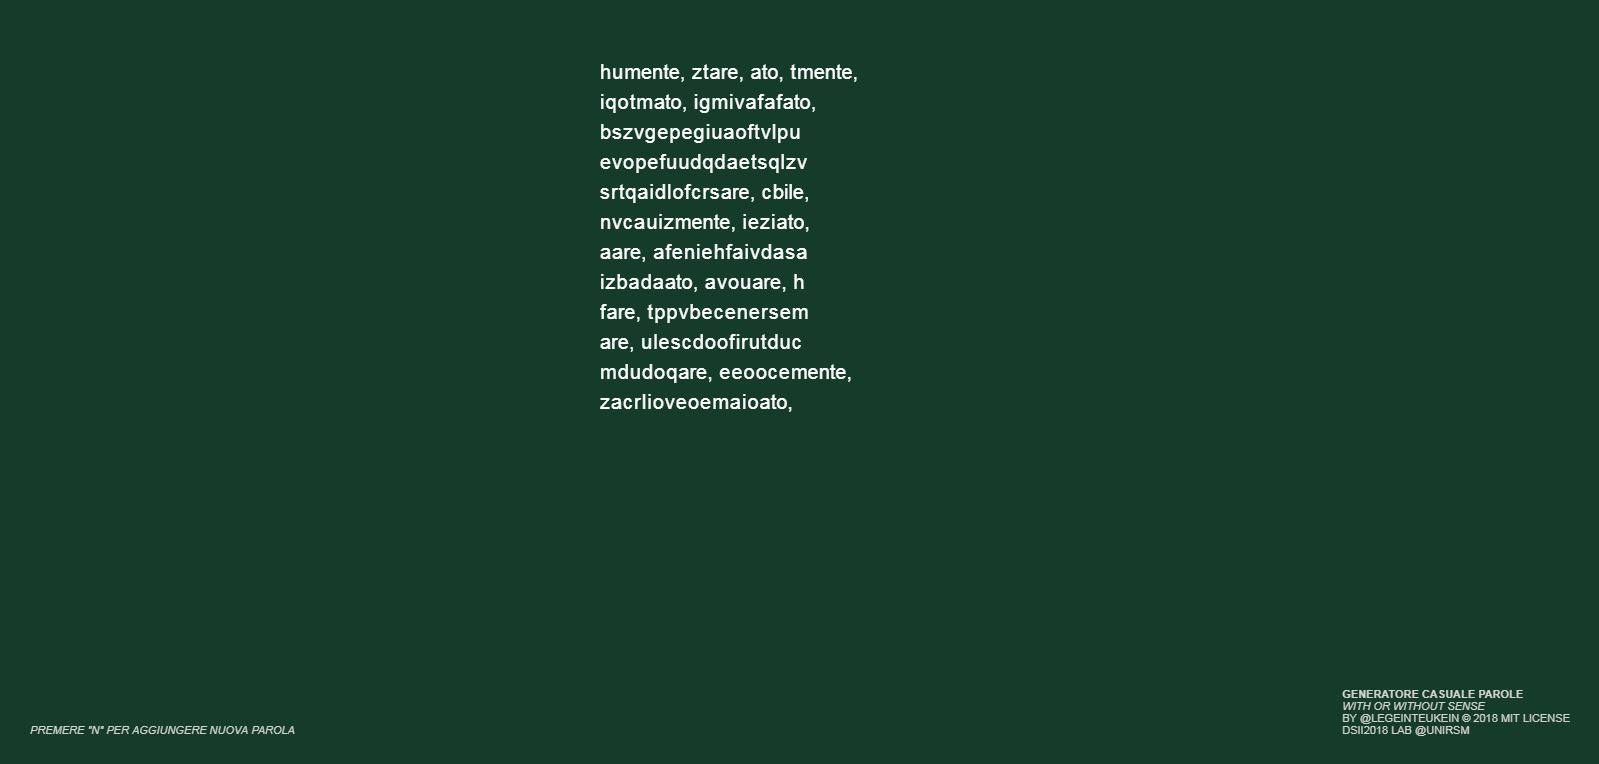 humente, ztare, ato, tmente,
iqotmato, igmivafafato,
bszvgepegiuaoftvlpu
evopefuudqdaetsqlzv
srtqaidlofcrsare, cbile,
nvcauizmente, ieziato,
aare, afeniehfaivdasa
izbadaato, avouare, h
fare, tppvbecenersem
are, ulescdoofirutduc
mdudoqare, eeoocemente,
zacrlioveoemaioato,
PREMERE "N" PER AGGIUNGERE NUOVA PAROLA
GENERATORE CASUALE PAROLE
WITH OR WITHOUT SENSE
BY @LEGEINTEUKEIN © 2018 MIT LICENSE
DSII2018 LAB @UNIRSM